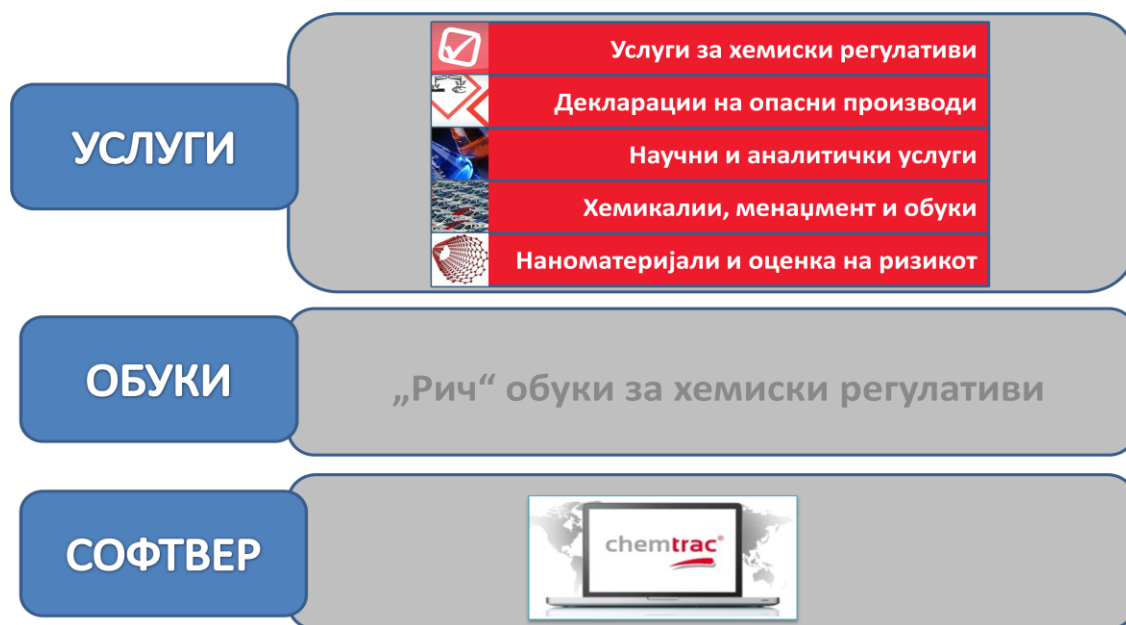 УСЛУГИ
Услуги за хемиски регулативи
Декларации на опасни производи
Научни и аналитички услуги
Хемикалии, менаџмент и обуки
Наноматеријали и оценка на ризикот
ОБУКИ
„Рич“ обуки за хемиски регулативи
СОФТВЕР
chemtrac®